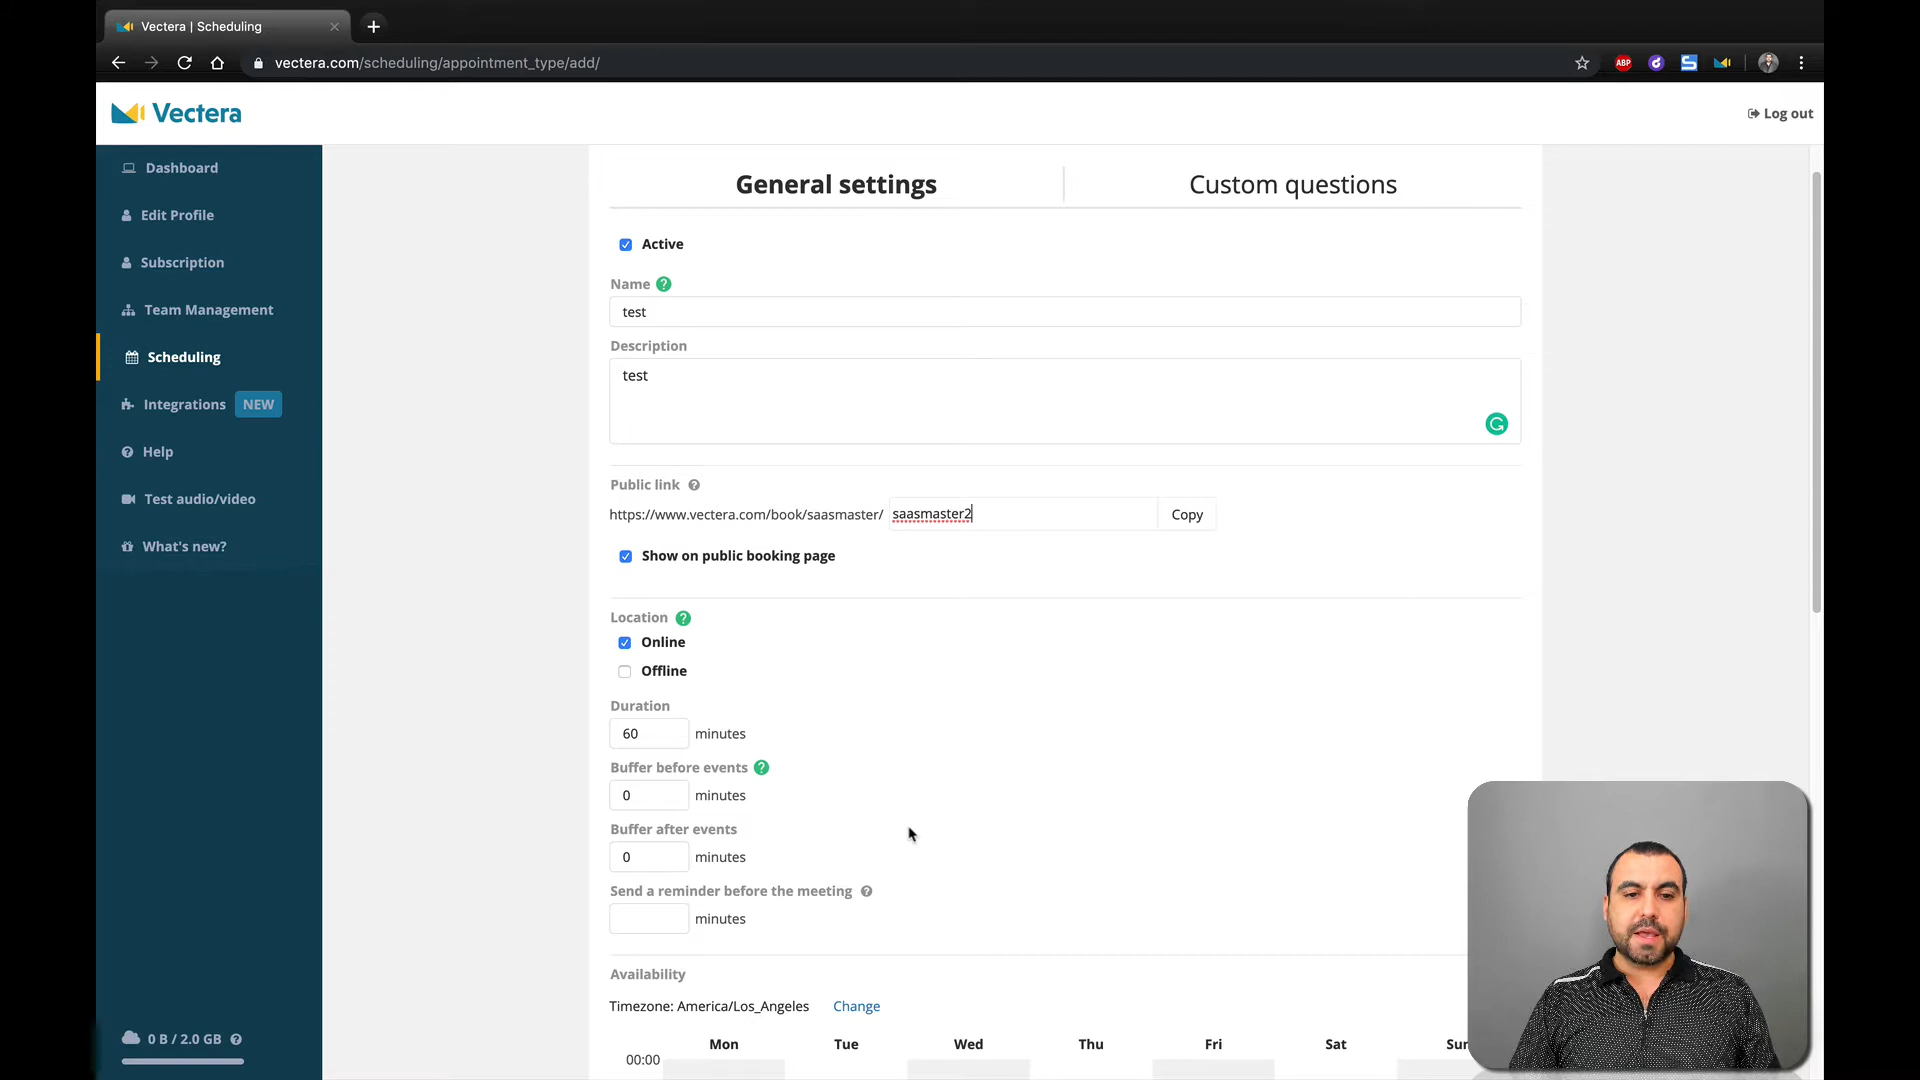 Vectera | Scheduling
vectera.com/scheduling/appointment_type/add/
ABP
Vectera
Log out
Dashboard
Edit Profile
Subscription
Team Management
Scheduling
Integrations NEW
Help
Test audio/video
What's new?
0 B / 2.0 GB ?
General settings
Custom questions
Active
Name ?
test
Description
test
Public link ?
https://www.vectera.com/book/saasmaster/ saasmaster2 Copy
Show on public booking page
Location ?
Online
Offline
Duration
60 minutes
Buffer before events ?
0 minutes
Buffer after events
0 minutes
Send a reminder before the meeting ?
minutes
Availability
Timezone: America/Los_Angeles Change
Mon Tue Wed Thu Fri Sat Sun
00:00